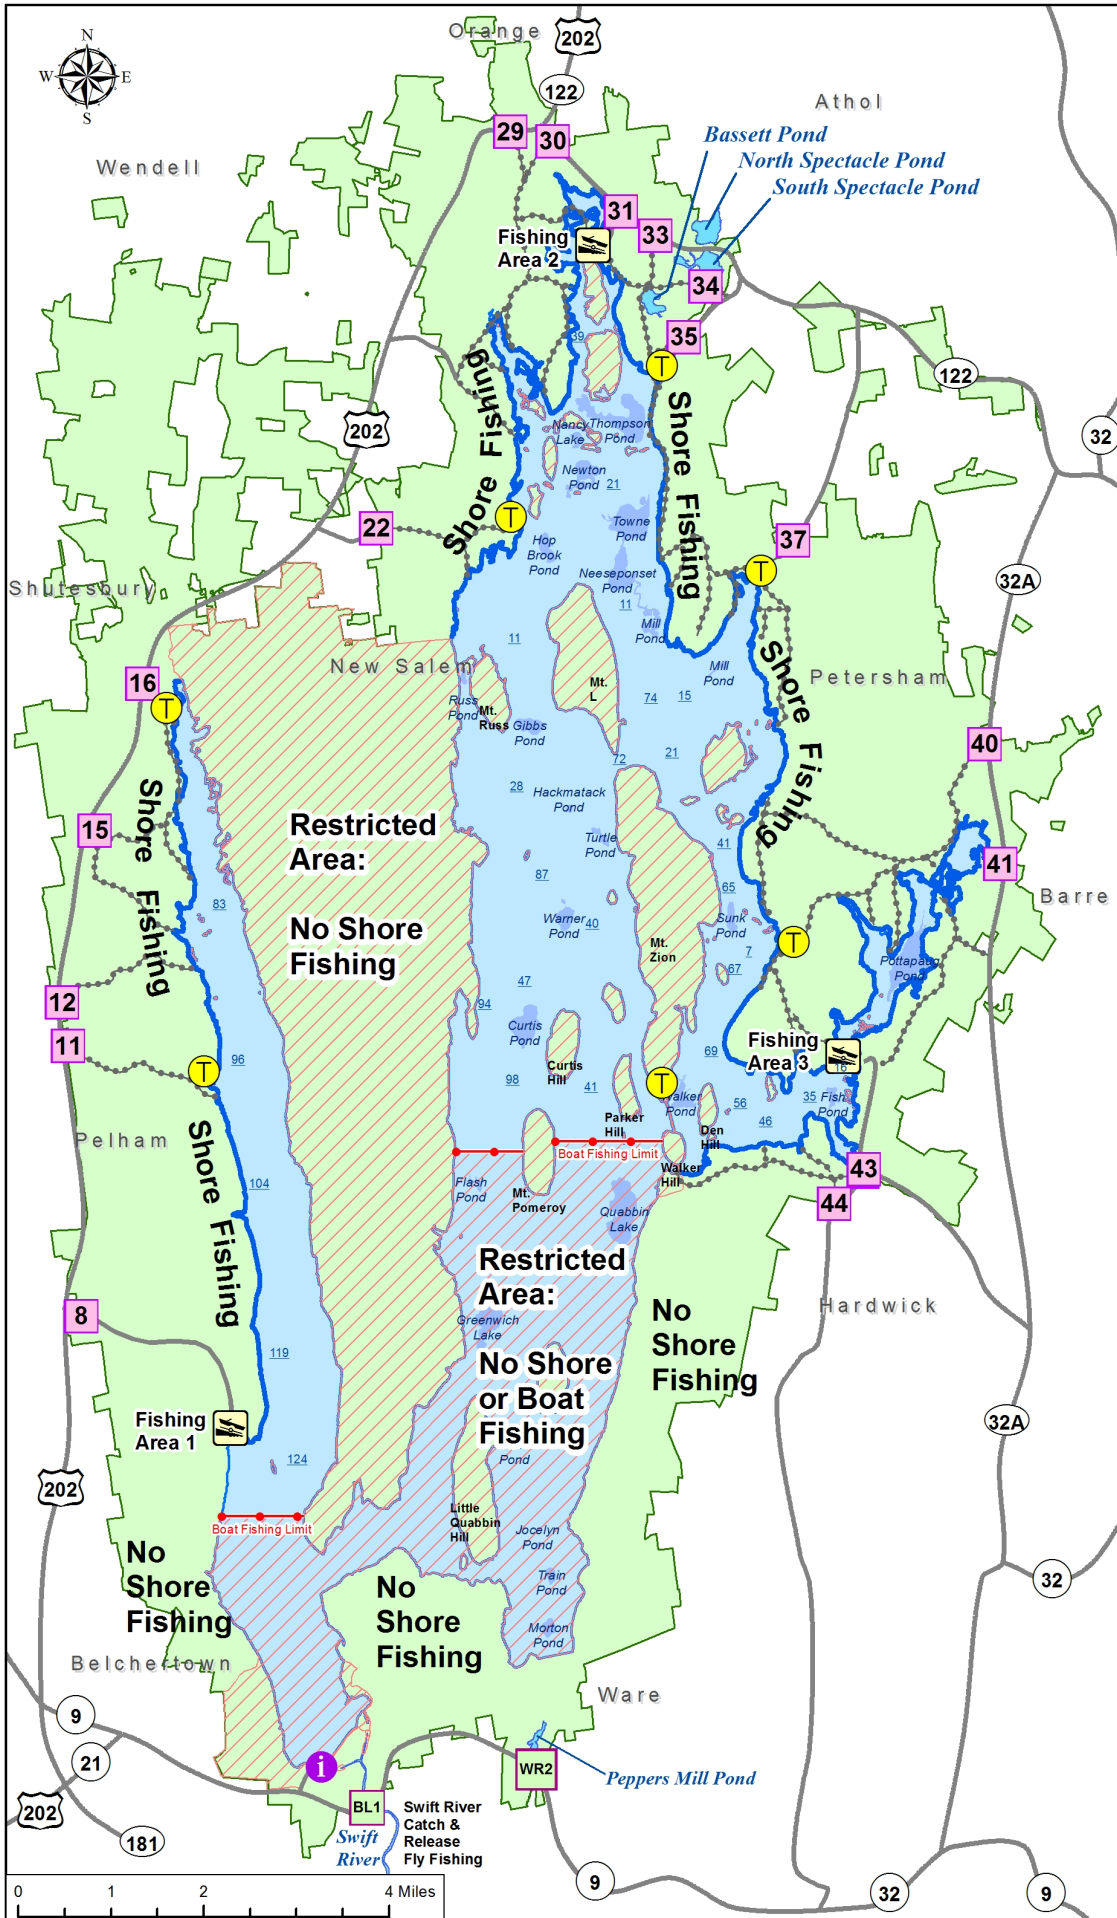 Orange
202
N
W E
S
122
Athol
29
30
Bassett Pond
Wendell
North Spectacle Pond
South Spectacle Pond
31
33
Fishing
Area 2
34
35
39
T
Shore Fishing
122
Shore Fishing
202
32
Nancy
Lake
Thompson
Pond
Newton
Pond
21
T
22
Towne
Pond
Hop
Brook
Pond
37
T
Neeseponset
Pond
32A
Shutesbury
11
Mill
Pond
11
New Salem
Mill
Pond
Shore Fishing
Petersham
16
T
Mt.
L
74
15
Russ
Pond
Mt.
Russ
Gibbs
Pond
40
72
21
28
Hackmatack
Pond
Shore Fishing
15
Restricted
Area:
Turtle
Pond
41
41
87
65
Barre
83
No Shore
Fishing
Warner
Pond
40
Sunk
Pond
7
T
Mt.
Zion
67
Pottapaug
Pond
47
12
94
Curtis
Pond
11
Fishing
Area 3
69
96
T
Curtis
Hill
16
98
41
T
Walker
Pond
56
35
Fish
Pond
46
Parker
Hill
Den
Hill
Pelham
Boat Fishing Limit
Walker
Hill
43
Shore Fishing
104
Flash
Pond
Mt.
Pomeroy
44
Quabbin
Lake
Restricted
Area:
8
Greenwich
Lake
No
Shore
Fishing
Hardwick
119
No Shore
or Boat
Fishing
Fishing
Area 1
32A
124
Pond
202
Little
Quabbin
Hill
Boat Fishing Limit
Jocelyn
Pond
No
Shore
Fishing
No
Shore
Fishing
Train
Pond
32
Morton
Pond
Belchertown
Ware
9
21
i
WR2
Peppers Mill Pond
202
BL1
Swift River
Catch &
Release
Fly Fishing
Swift
River
181
9
32
9
0 1 2 4 Miles